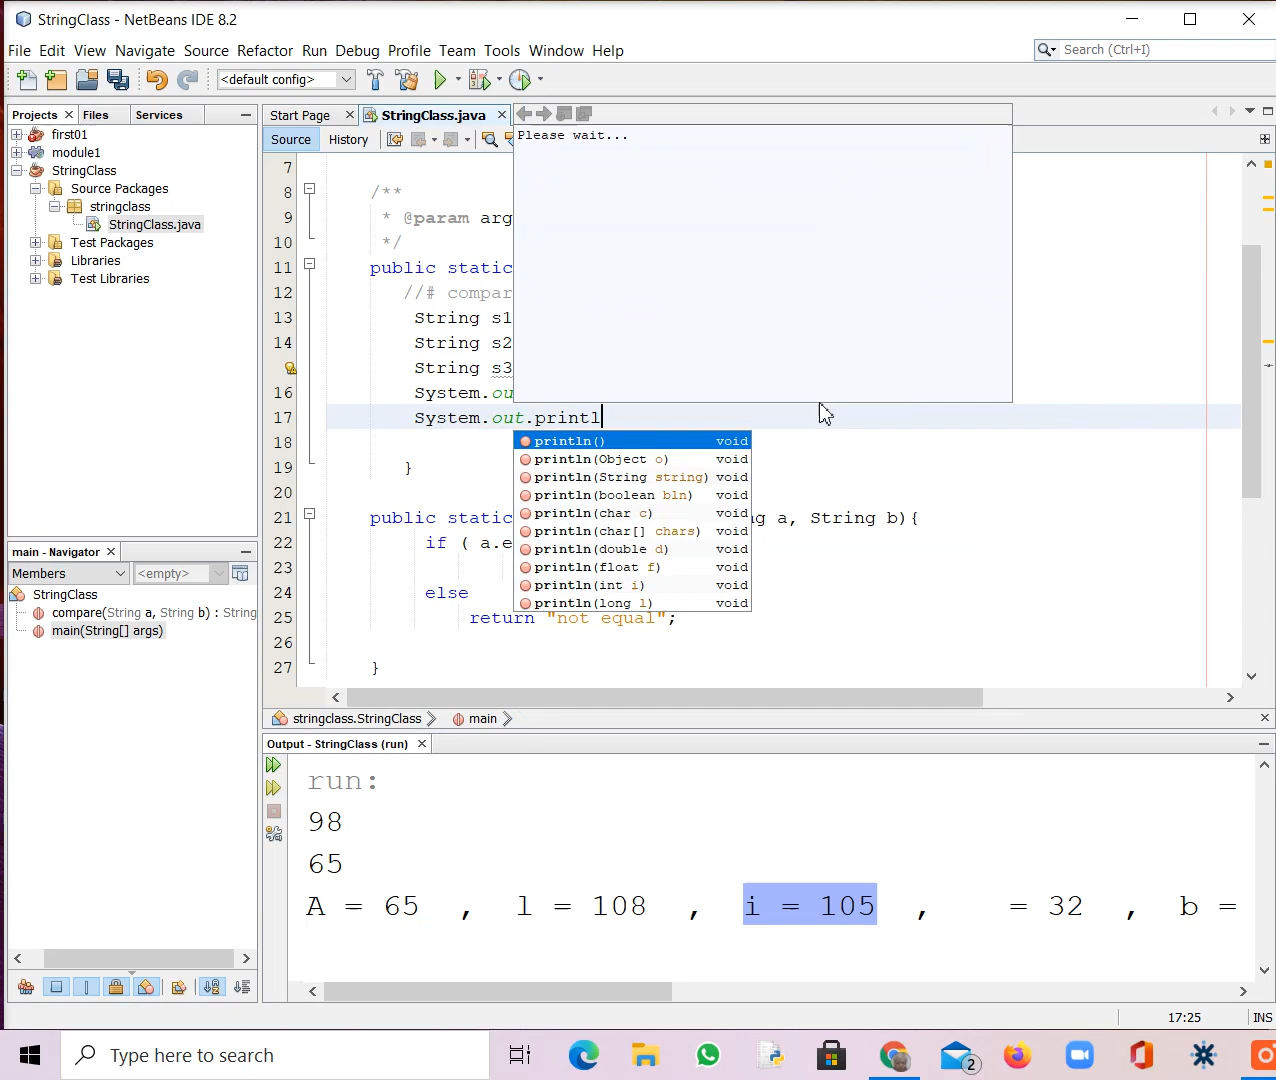 StringClass - NetBeans IDE 8.2
File Edit View Navigate Source Refactor Run Debug Profile Team Tools Window Help
Search (Ctrl+I)
<default config>
Projects Files Services
first01
module1
StringClass
Source Packages
stringclass
StringClass.java
Test Packages
Libraries
Test Libraries
Start Page StringClass.java
Source History
Please wait...
7
8 /**
9 * @param arg
10 */
11 public static
12 //# compar
13 String s1
14 String s2
String s3
16 System.ou
17 System.out.printl
18
19 }
20
21 public static g a, String b){
22 if ( a.e
23
24 else
25 return "not equal";
26
27 }
println() void
println(Object o) void
println(String string) void
println(boolean bln) void
println(char c) void
println(char[] chars) void
println(double d) void
println(float f) void
println(int i) void
println(long l) void
stringclass.StringClass main
main - Navigator
Members <empty>
StringClass
compare(String a, String b) : String
main(String[] args)
Output - StringClass (run)
run:
98
65
A = 65 , l = 108 , i = 105 , = 32 , b =
17:25 INS
Type here to search
2